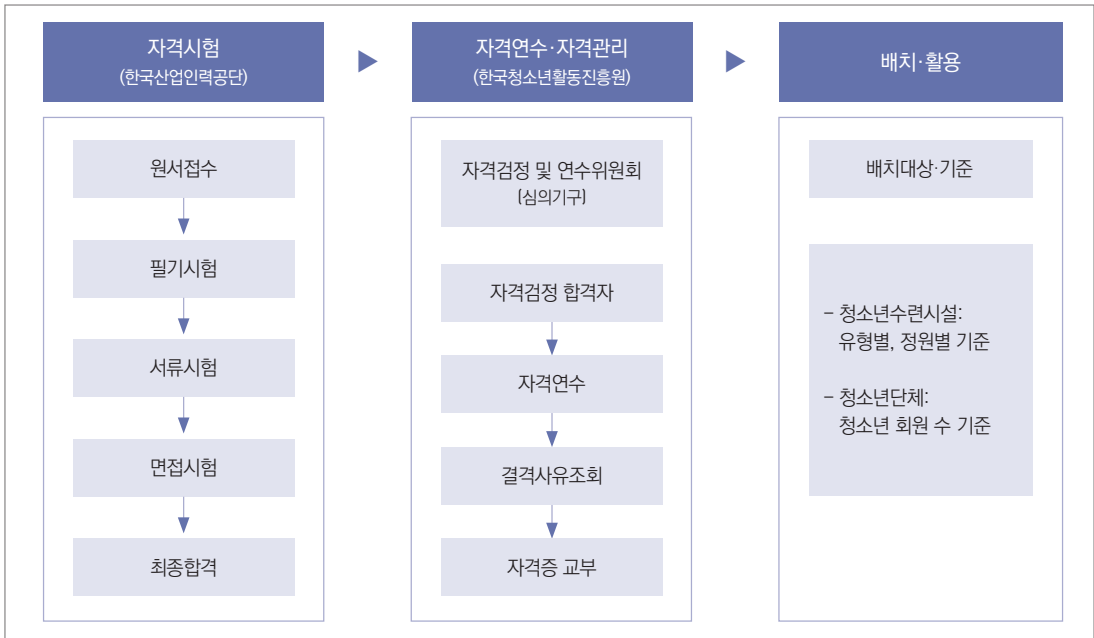 자격시험
(한국산업인력공단)
원서접수
필기시험
서류시험
면접시험
최종합격
자격연수·자격관리
(한국청소년활동진흥원)
자격검정 및 연수위원회
(심의기구)
자격검정 합격자
자격연수
결격사유조회
자격증 교부
배치·활용
배치대상·기준
- 청소년수련시설:
유형별, 정원별 기준
- 청소년단체:
청소년 회원 수 기준